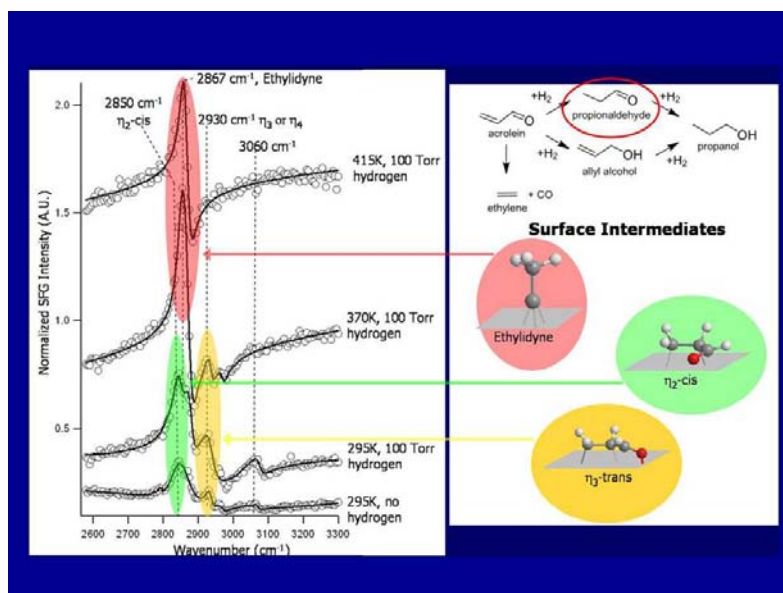 2867 cm-1, Ethylidyne
2850 cm-1
η2-cis
2930 cm-1 η3 or η4
3060 cm-1
415K, 100 Torr
hydrogen
370K, 100 Torr
hydrogen
295K, 100 Torr
hydrogen
295K, no
hydrogen
Normalized SFG Intensity (A.U.)
2.0
1.5
1.0
0.5
2600 2700 2800 2900 3000 3100 3200 3300
Wavenumber (cm-1)
+H2
O
propionaldehyde
+H2
O
acrolein
OH
propanol
+H2
OH
allyl alcohol
+H2
+ CO
ethylene
Surface Intermediates
Ethylidyne
η2-cis
η3-trans